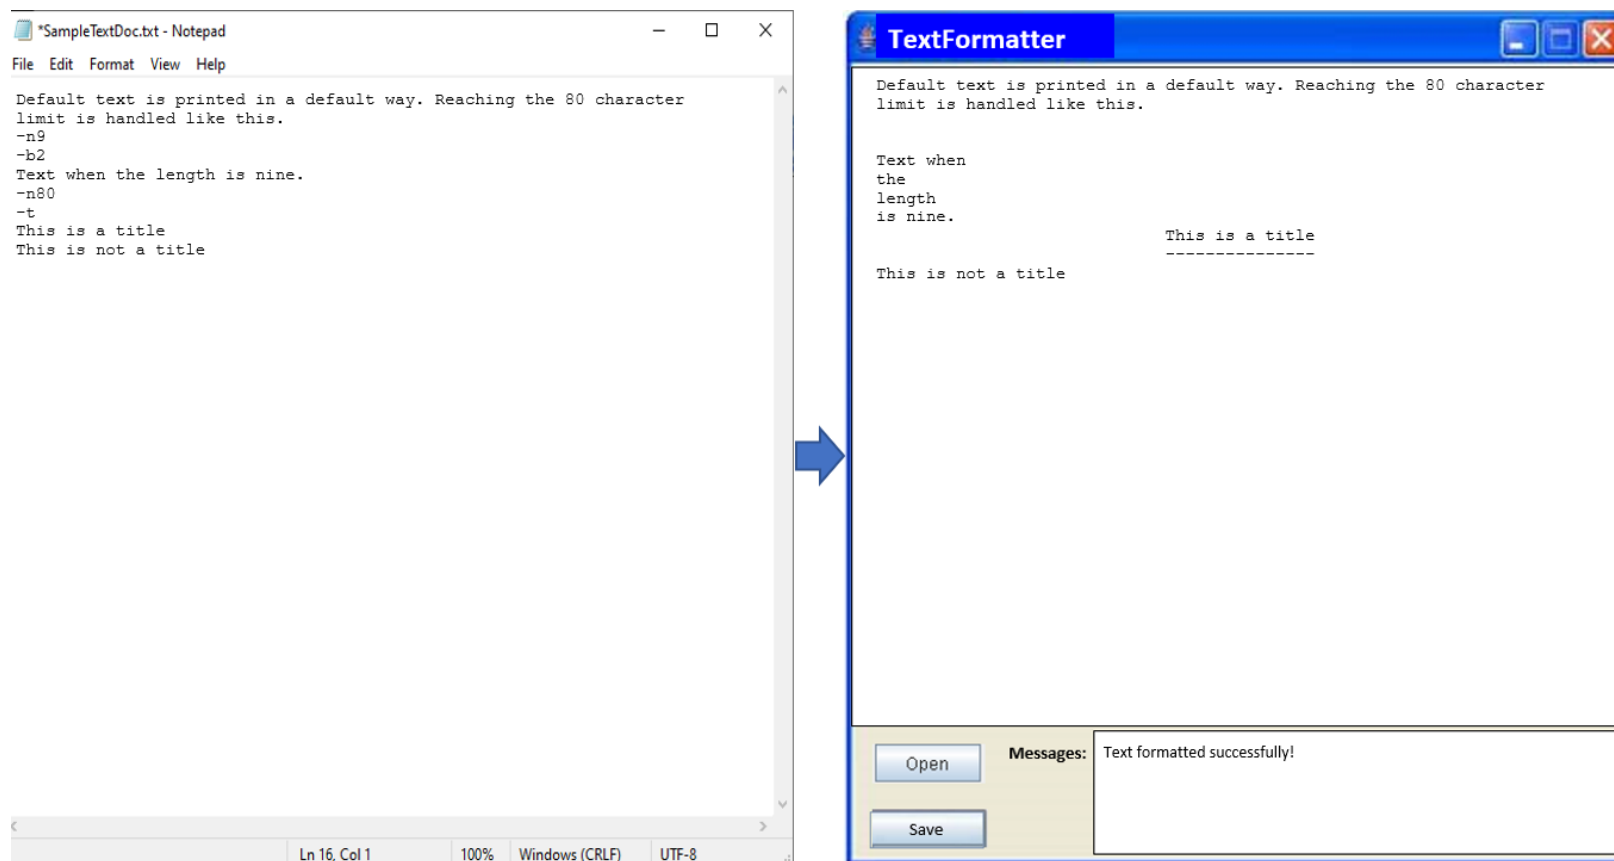 *SampleTextDoc.txt - Notepad
File Edit Format View Help
Default text is printed in a default way. Reaching the 80 character
limit is handled like this.
-n9
-b2
Text when the length is nine.
-n80
-t
This is a title
This is not a title
Ln 16, Col 1 100% Windows (CRLF) UTF-8
TextFormatter
Default text is printed in a default way. Reaching the 80 character
limit is handled like this.
Text when
the
length
is nine.
This is a title
---------------
This is not a title
Open
Messages: Text formatted successfully!
Save